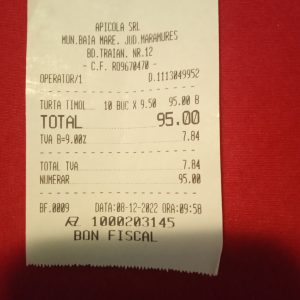 APICOLA SRL
MUN.BAIA MARE, JUD.MARAMURES
BD.TRAIAN, NR.12
- C.F. RO9670470 -
OPERATOR/1 D.1113049952
TURTA TIMOL 10 BUC X 9.50 95.00 B
TOTAL 95.00
TVA B=9.00% 7.84
TOTAL TVA 7.84
NUMERAR 95.00
BF.0009 DATA:08-12-2022 ORA:09:58
1000203145
BON FISCAL